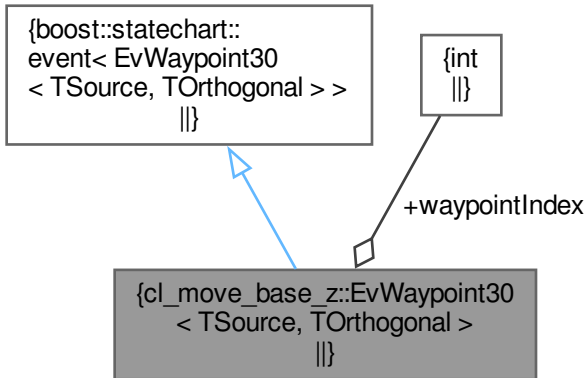 {boost::statechart::
event< EvWaypoint30
< TSource, TOrthogonal > >
||}
{int
||}
+waypointIndex
{cl_move_base_z::EvWaypoint30
< TSource, TOrthogonal >
||}